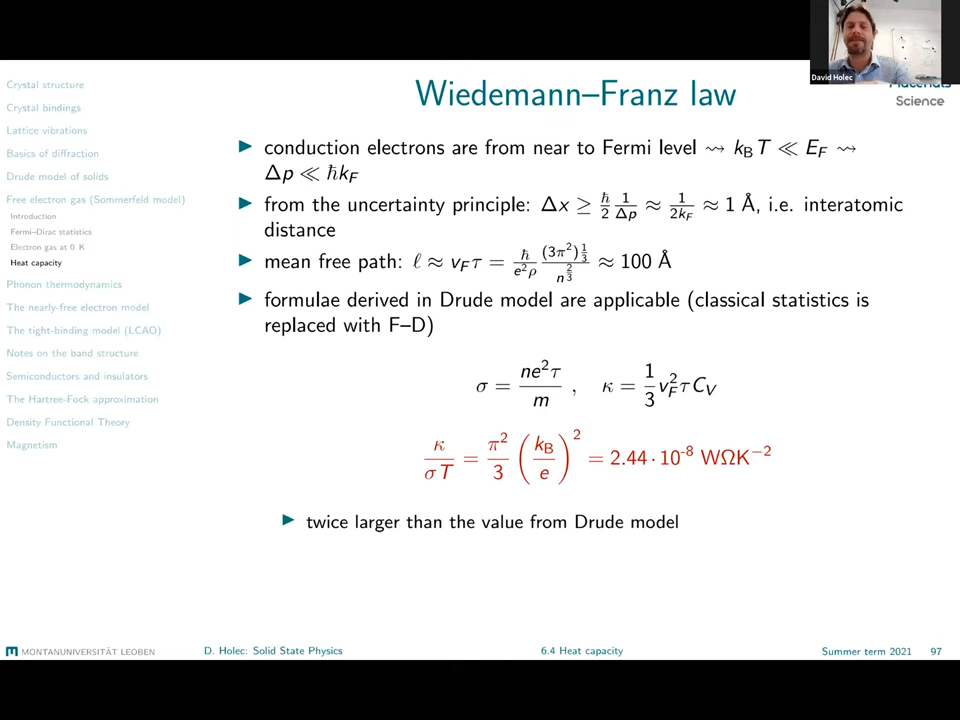 David Holec
Materials
Science
Crystal structure
Crystal bindings
Lattice vibrations
Basics of diffraction
Drude model of solids
Free electron gas (Sommerfeld model)
Introduction
Fermi–Dirac statistics
Electron gas at 0 K
Heat capacity
Phonon thermodynamics
The nearly-free electron model
The tight-binding model (LCAO)
Notes on the band structure
Semiconductors and insulators
The Hartree-Fock approximation
Density Functional Theory
Magnetism
Wiedemann–Franz law
▶ conduction electrons are from near to Fermi level ⇝ k_B T ≪ E_F ⇝
Δp ≪ ℏk_F
▶ from the uncertainty principle: Δx ≥ ℏ/2 1/Δp ≈ 1/2k_F ≈ 1 Å, i.e. interatomic
distance
▶ mean free path: ℓ ≈ v_F τ = ℏ/e²ρ (3π²)^{1/3}/n^{2/3} ≈ 100 Å
▶ formulae derived in Drude model are applicable (classical statistics is
replaced with F–D)
σ = ne²τ/m , κ = 1/3 v_F² τ C_V
κ/σT = π²/3 (k_B/e)² = 2.44 · 10^{-8} WΩK^{−2}
▶ twice larger than the value from Drude model
MONTANUNIVERSITÄT LEOBEN
D. Holec: Solid State Physics
6.4 Heat capacity
Summer term 2021
97